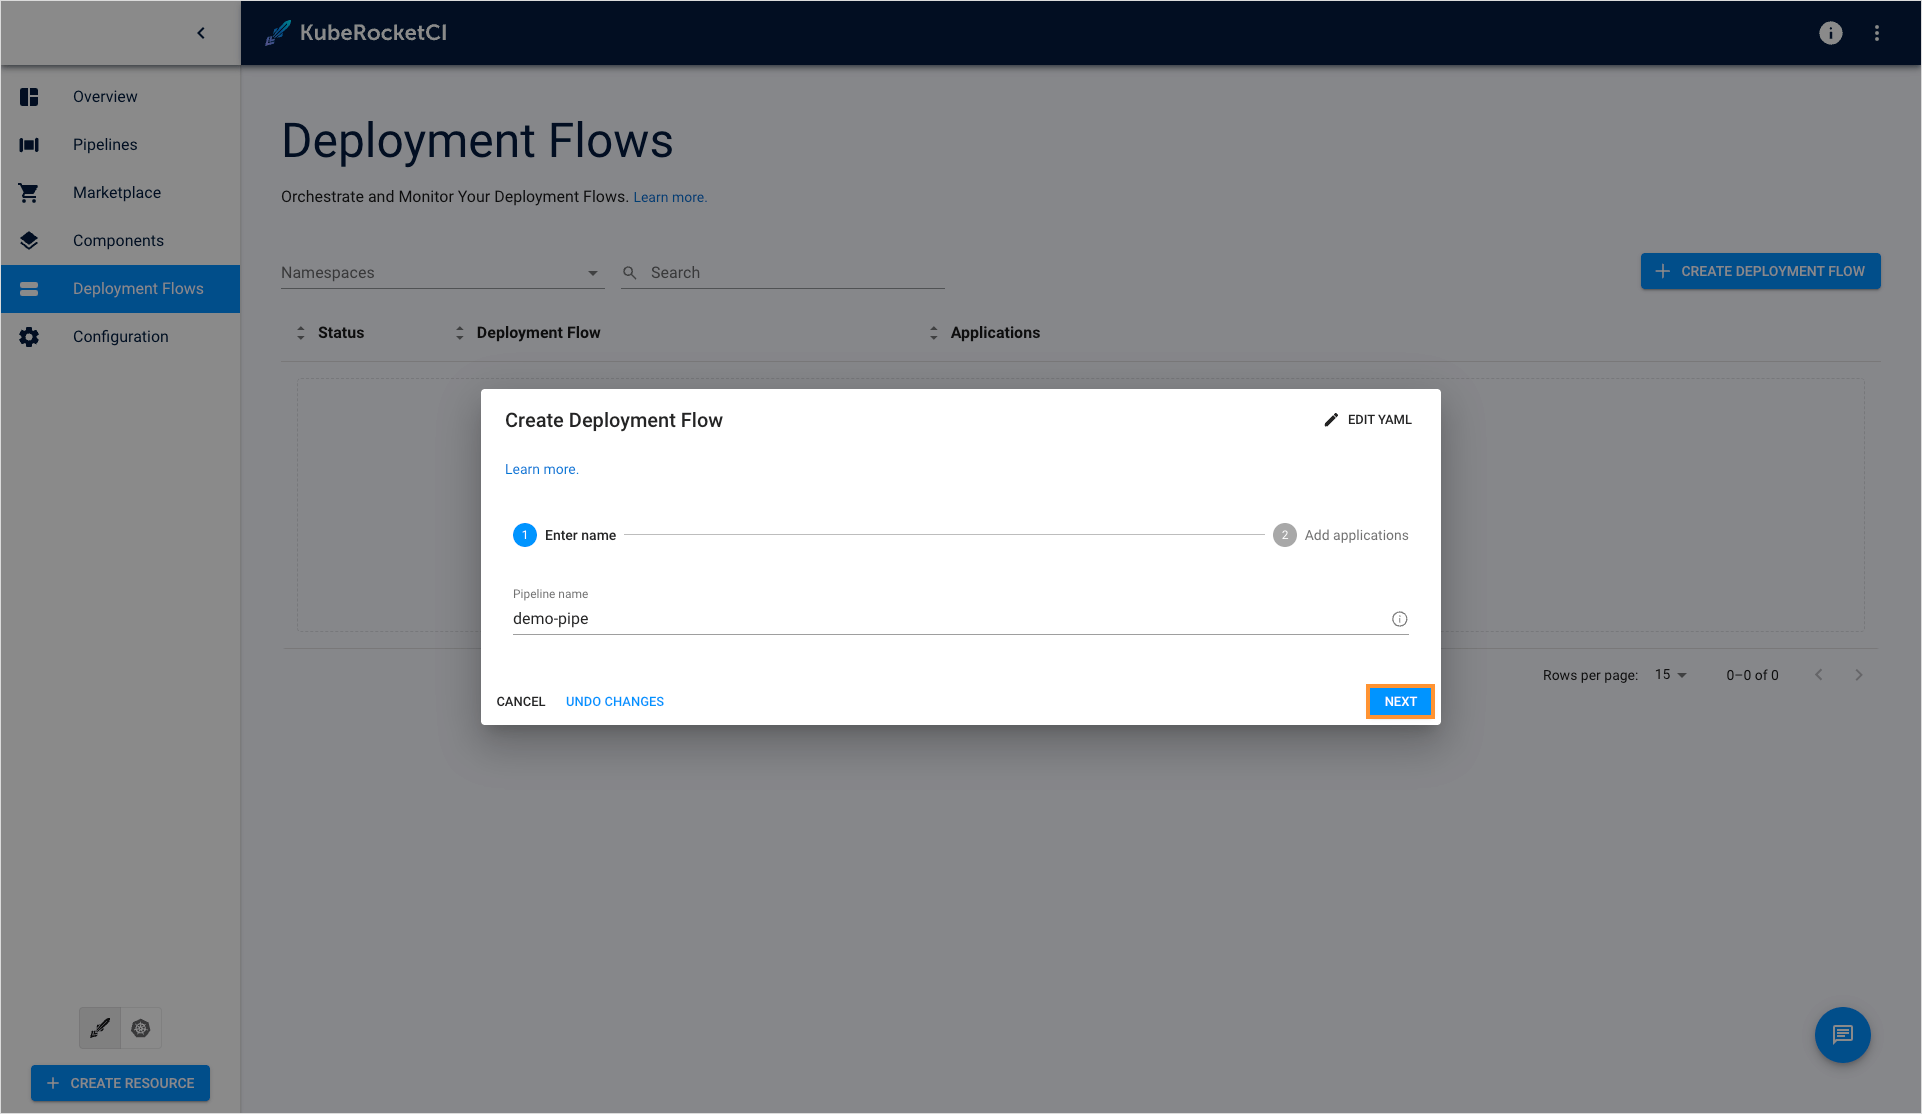 KubeRocketCI
Overview
Pipelines
Marketplace
Components
Deployment Flows
Configuration
CREATE RESOURCE
Deployment Flows
Orchestrate and Monitor Your Deployment Flows. Learn more.
Namespaces
Search
CREATE DEPLOYMENT FLOW
Status Deployment Flow Applications
Create Deployment Flow
EDIT YAML
Learn more.
1 Enter name 2 Add applications
Pipeline name
demo-pipe
CANCEL UNDO CHANGES NEXT
Rows per page: 15 0–0 of 0